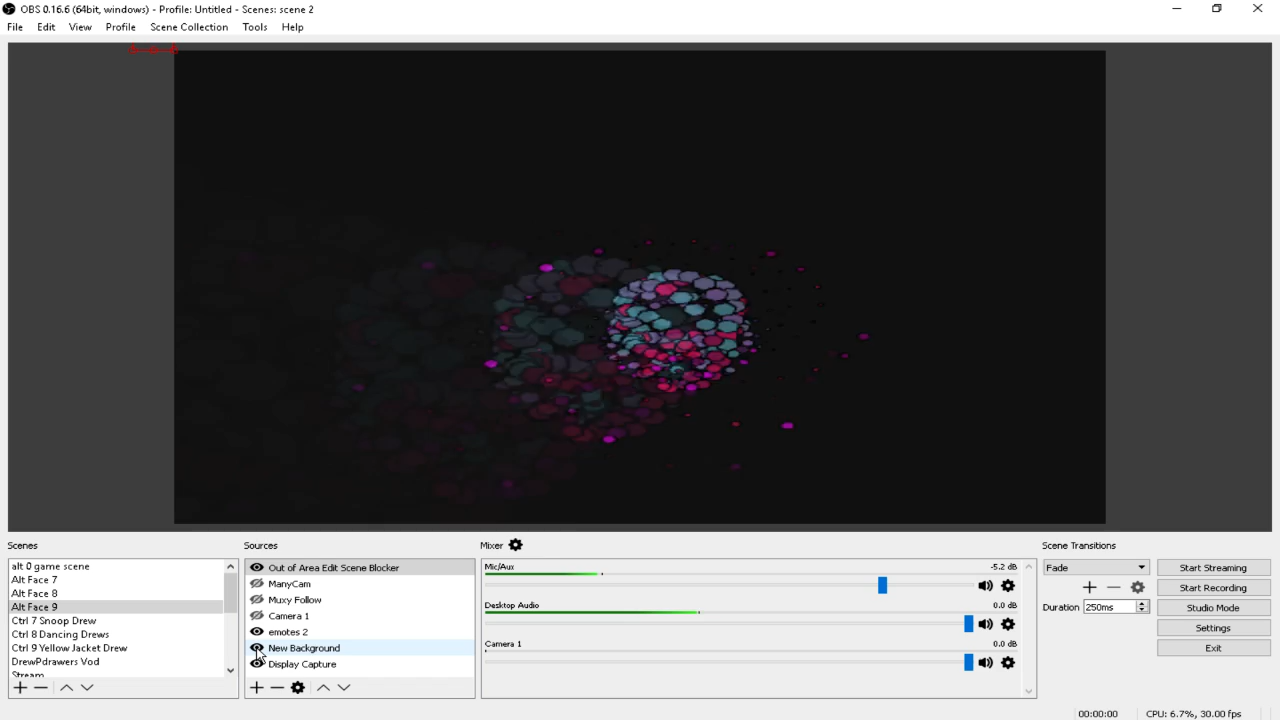 OBS 0.16.6 (64bit, windows) - Profile: Untitled - Scenes: scene 2
File Edit View Profile Scene Collection Tools Help
Scenes
alt 0 game scene
Alt Face 7
Alt Face 8
Alt Face 9
Ctrl 7 Snoop Drew
Ctrl 8 Dancing Drews
Ctrl 9 Yellow Jacket Drew
DrewPdrawers Vod
Stream
Sources
Out of Area Edit Scene Blocker
ManyCam
Muxy Follow
Camera 1
emotes 2
New Background
Display Capture
Mixer
Mic/Aux -5.2 dB
Desktop Audio 0.0 dB
Camera 1 0.0 dB
Scene Transitions
Fade
Duration 250ms
Start Streaming
Start Recording
Studio Mode
Settings
Exit
00:00:00 CPU: 6.7%, 30.00 fps